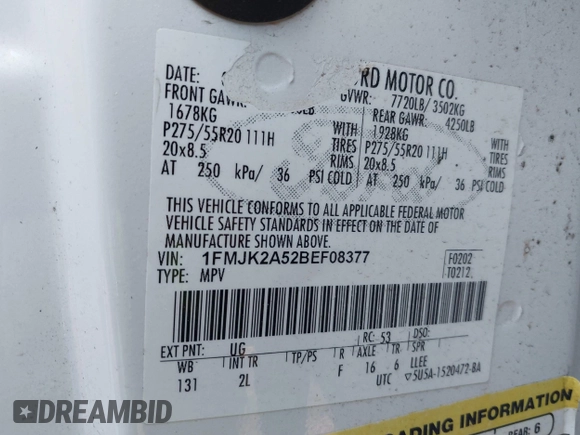 DATE: RD MOTOR CO.
FRONT GAWR: LB GVWR: 7720LB/ 3502KG
1678KG REAR GAWR: 4250LB
1928KG
P275/55R20 111H TIRES P275/55R20 111H TIRES
20x8.5 RIMS 20x8.5 RIMS
AT 250 kPa/ 36 PSI COLD AT 250 kPa/ 36 PSI COLD
THIS VEHICLE CONFORMS TO ALL APPLICABLE FEDERAL MOTOR
VEHICLE SAFETY STANDARDS IN EFFECT ON THE DATE OF
MANUFACTURE SHOWN ABOVE.
VIN: 1FMJK2A52BEF08377 F0202
TYPE: MPV T0212
EXT PNT: UG RC: 53 DSO:
WB INT TR TP/PS R AXLE TR SPR
131 2L F 16 6 LLEE
UTC 5U5A-1520472-BA
ADING INFORMATION
REAR: 6
DREAMBID